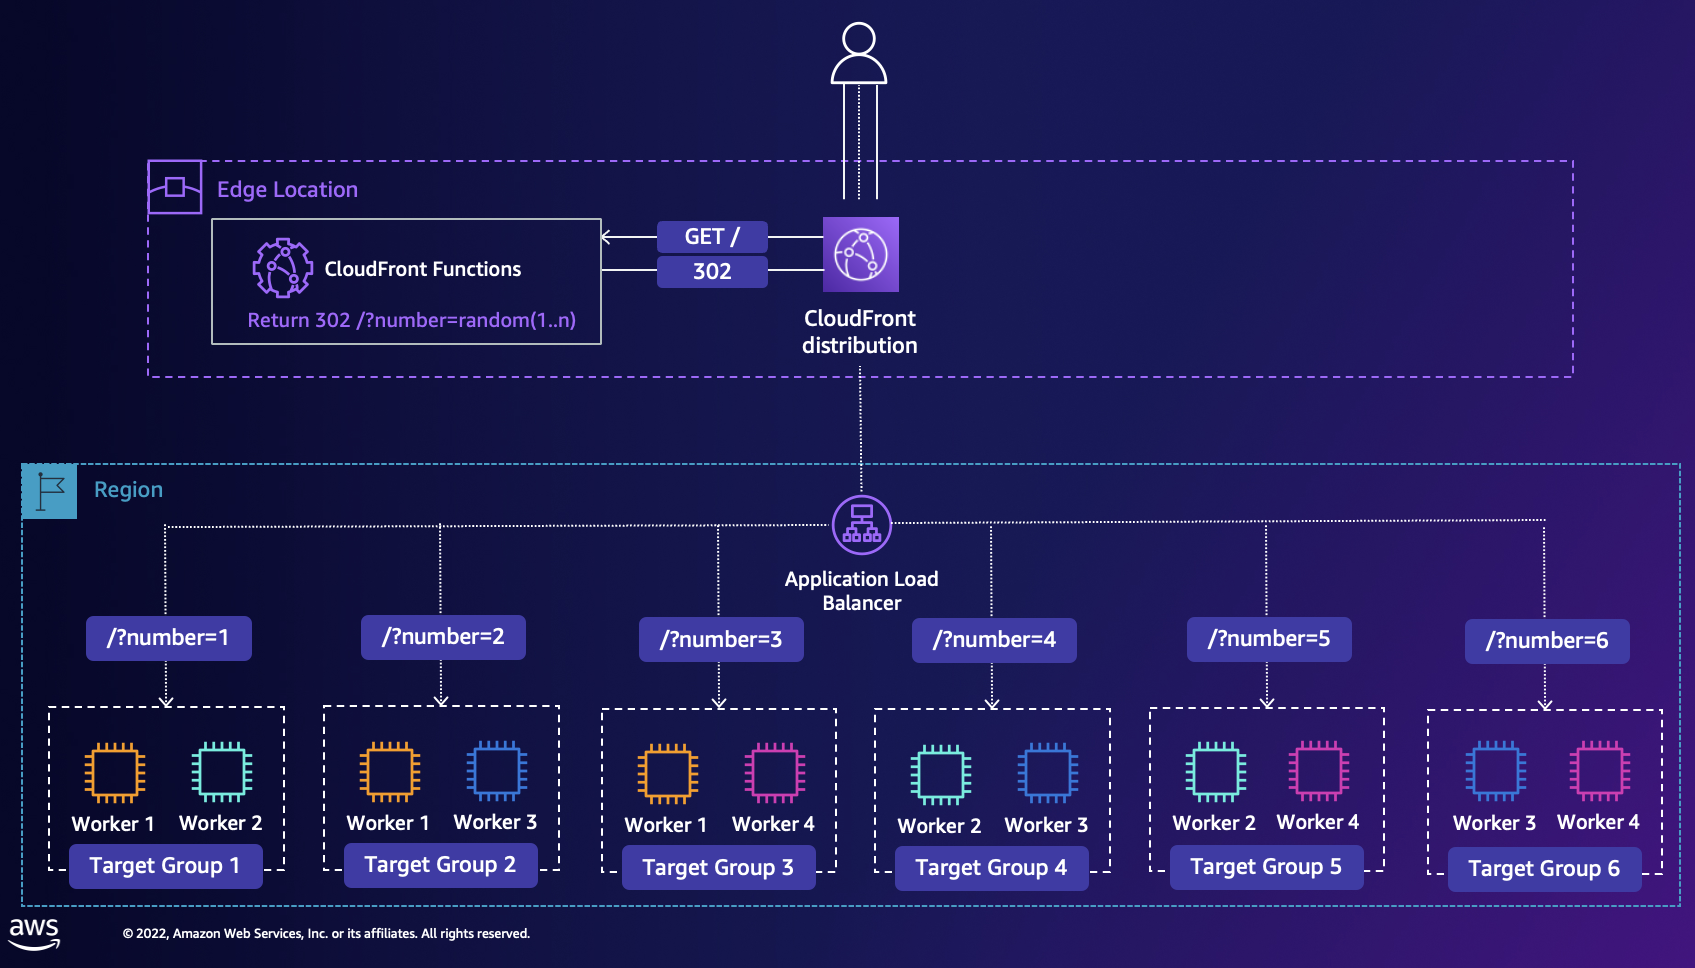 Edge Location
CloudFront Functions
Return 302 /?number=random(1..n)
GET /
302
CloudFront
distribution
Region
Application Load
Balancer
/?number=1
/?number=2
/?number=3
/?number=4
/?number=5
/?number=6
Worker 1 Worker 2
Target Group 1
Worker 1 Worker 3
Target Group 2
Worker 1 Worker 4
Target Group 3
Worker 2 Worker 3
Target Group 4
Worker 2 Worker 4
Target Group 5
Worker 3 Worker 4
Target Group 6
aws
© 2022, Amazon Web Services, Inc. or its affiliates. All rights reserved.